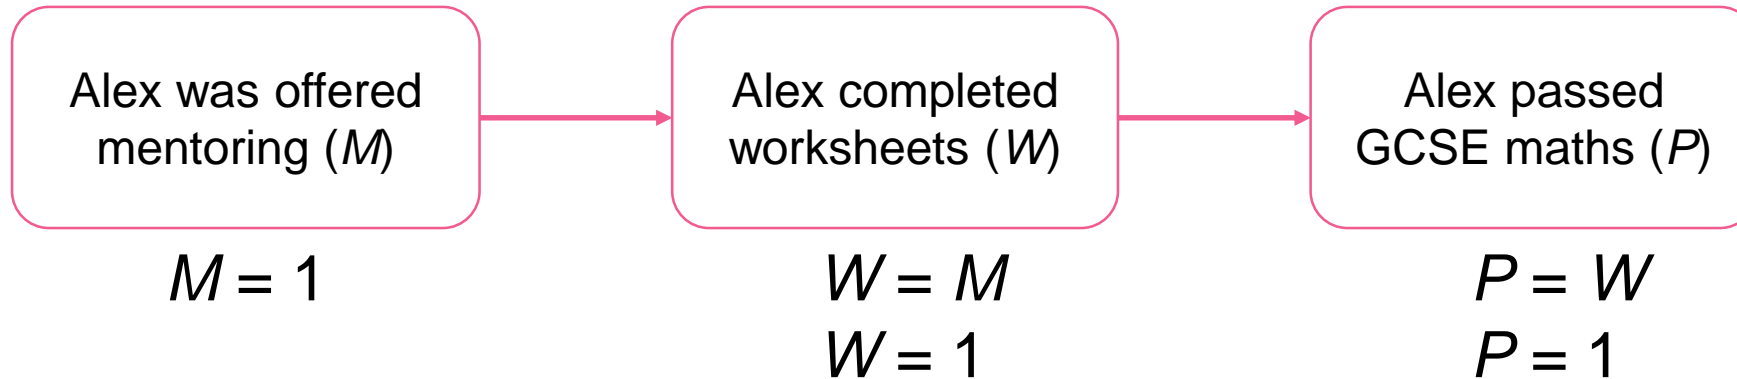 Alex was offered
mentoring (M)
Alex completed
worksheets (W)
Alex passed
GCSE maths (P)
M = 1
W = M
W = 1
P = W
P = 1